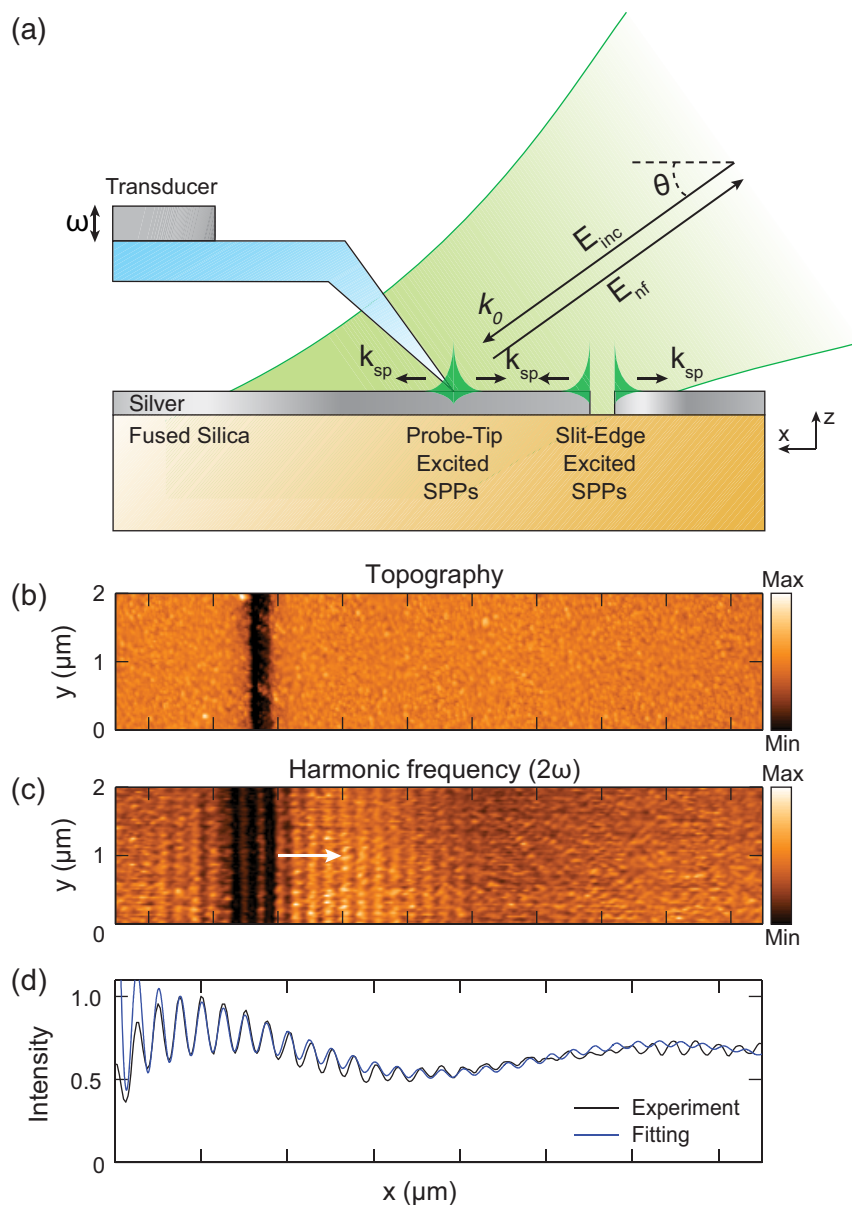 (a)
Transducer
ω
θ
E_inc
E_nf
k_0
k_sp
k_sp
k_sp
Silver
Fused Silica
Probe-Tip
Excited
SPPs
Slit-Edge
Excited
SPPs
x
z
(b)
Topography
y (μm)
2
1
0
Max
Min
(c)
Harmonic frequency (2ω)
y (μm)
2
1
0
Max
Min
(d)
Intensity
1.0
0.5
0
Experiment
Fitting
x (μm)